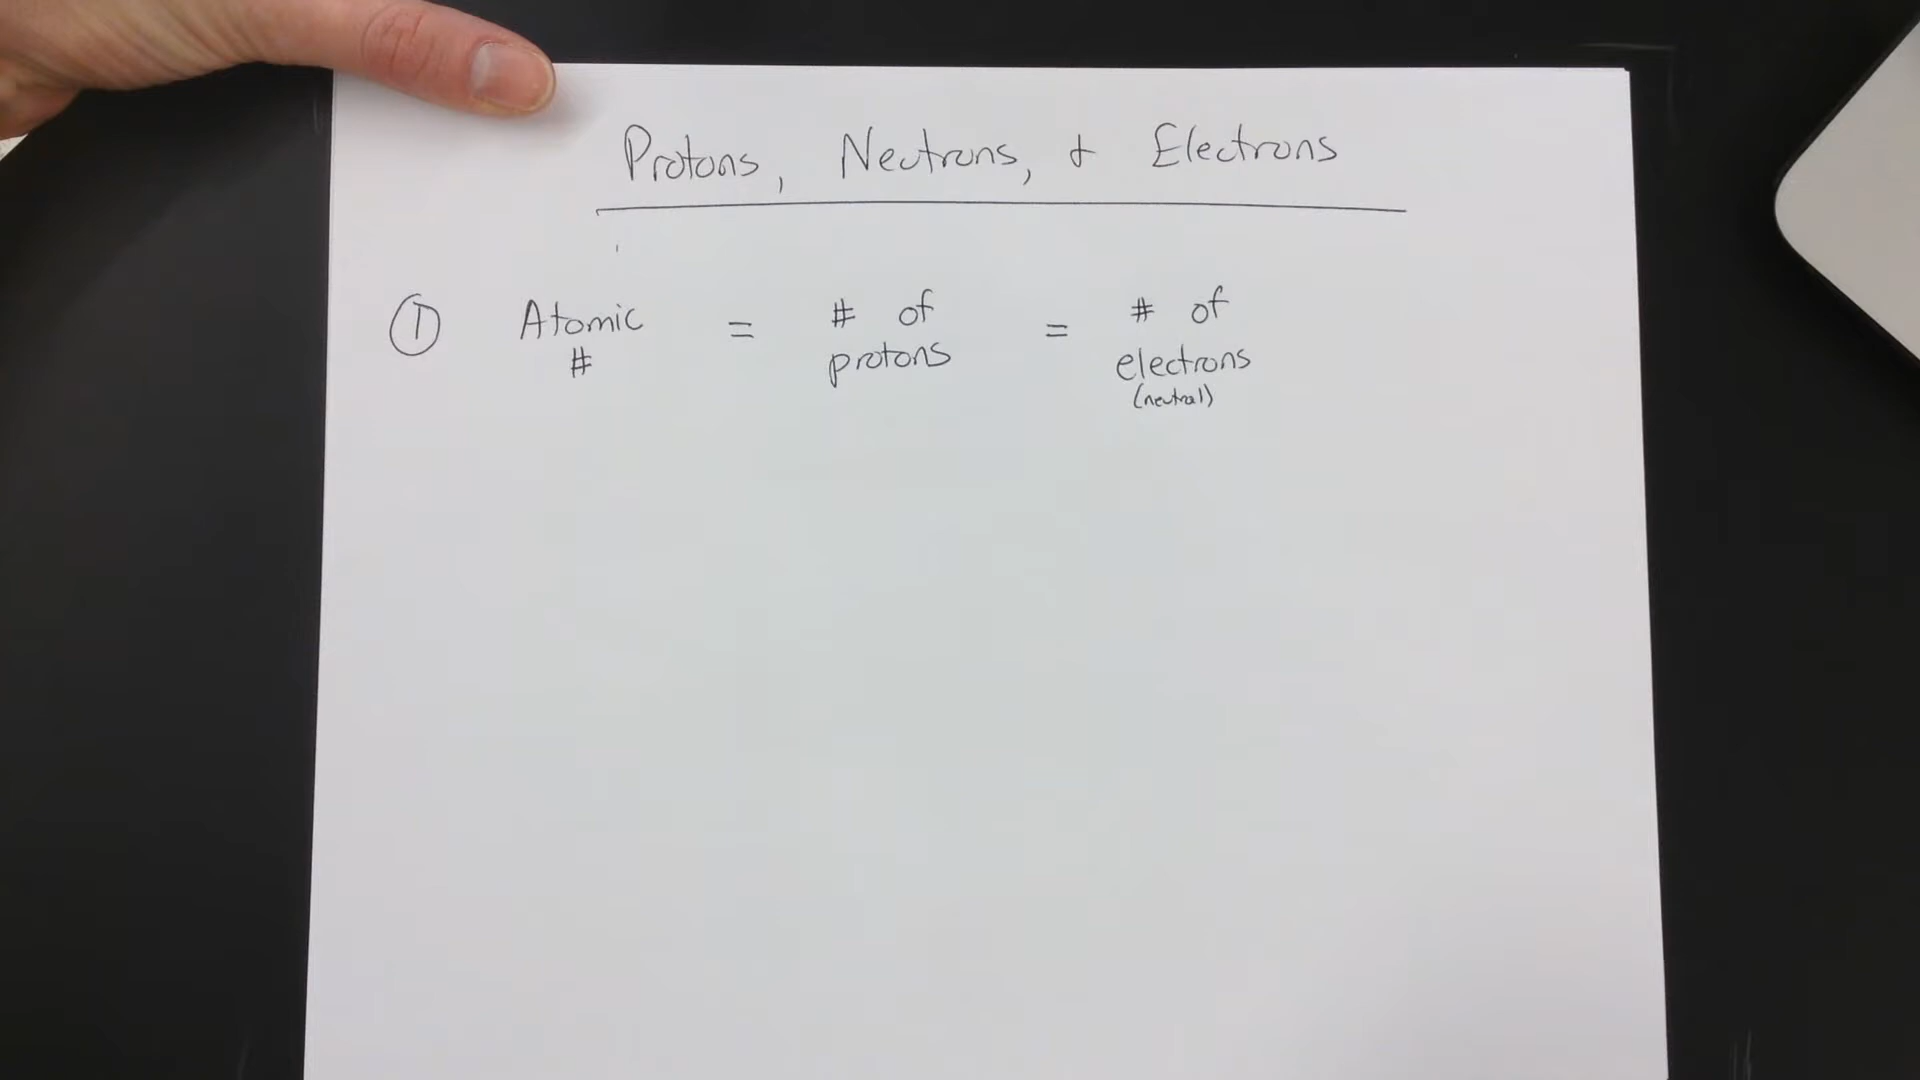 Protons, Neutrons, & Electrons
① Atomic # = # of protons = # of electrons
(neutral)